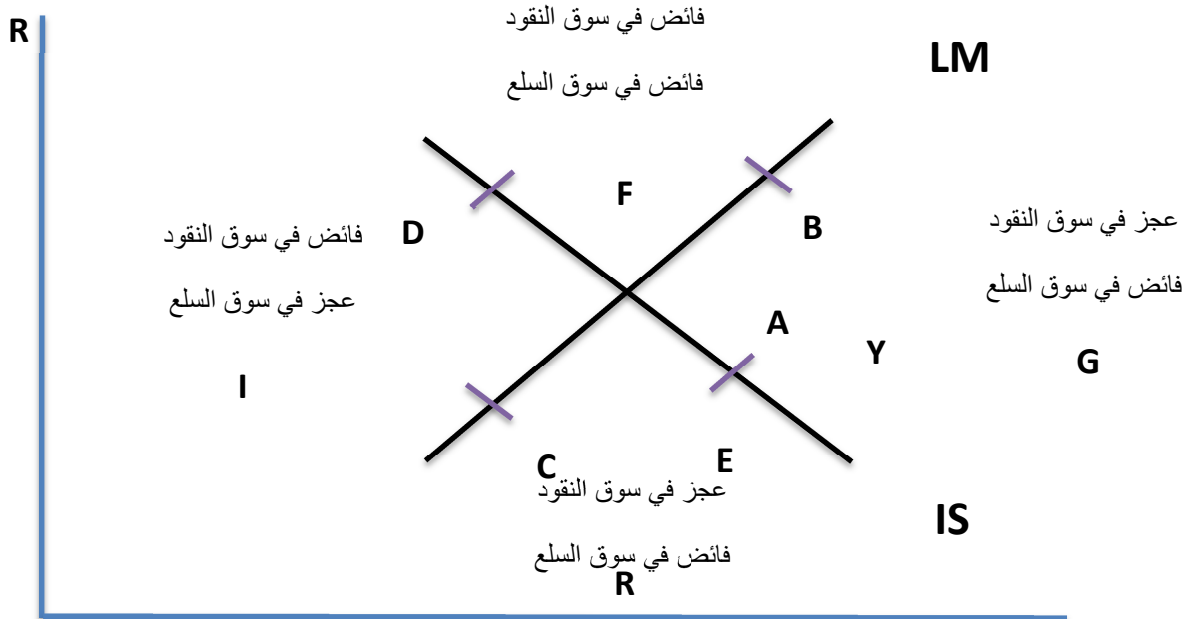 R
فائض في سوق النقود
فائض في سوق السلع
LM
F
B
D
فائض في سوق النقود
عجز في سوق السلع
I
عجز في سوق النقود
فائض في سوق السلع
A
Y
G
C
E
عجز في سوق النقود
فائض في سوق السلع
R
IS